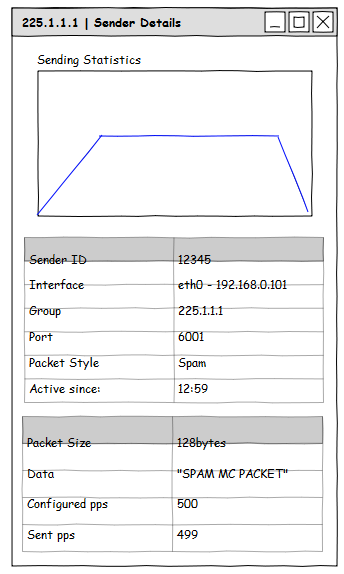 225.1.1.1 | Sender Details
Sending Statistics
Sender ID 12345
Interface eth0 - 192.168.0.101
Group 225.1.1.1
Port 6001
Packet Style Spam
Active since: 12:59
Packet Size 128bytes
Data "SPAM MC PACKET"
Configured pps 500
Sent pps 499